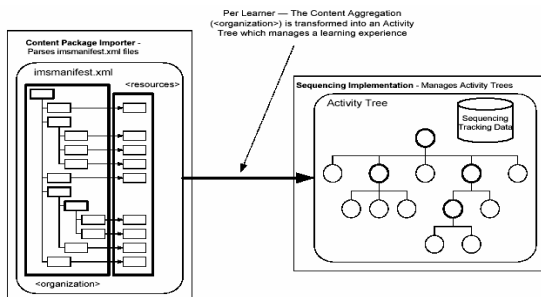 Per Learner — The Content Aggregation
(<organization>) is transformed into an Activity
Tree which manages a learning experience
Content Package Importer -
Parses imsmanifest.xml files
imsmanifest.xml
<resources>
<organization>
Sequencing Implementation - Manages Activity Trees
Activity Tree
Sequencing
Tracking Data